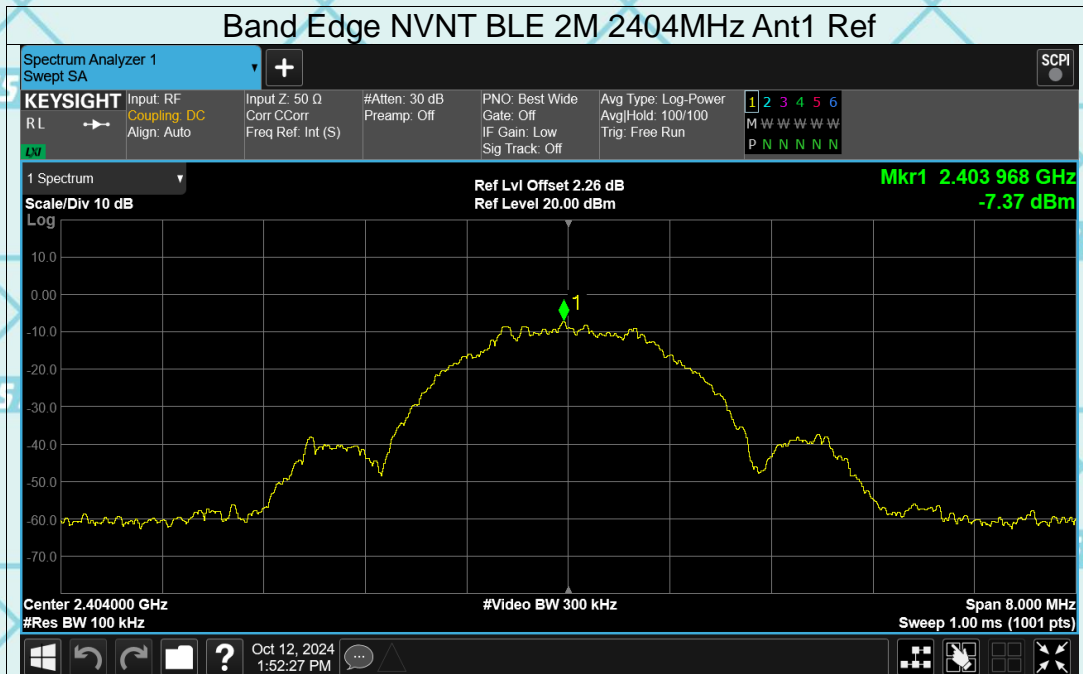 Band Edge NVNT BLE 2M 2404MHz Ant1 Ref
Spectrum Analyzer 1
Swept SA
+
SCPI
KEYSIGHT
R L
LXI
Input: RF
Coupling: DC
Align: Auto
Input Z: 50 Ω
Corr CCorr
Freq Ref: Int (S)
#Atten: 30 dB
Preamp: Off
PNO: Best Wide
Gate: Off
IF Gain: Low
Sig Track: Off
Avg Type: Log-Power
Avg|Hold: 100/100
Trig: Free Run
1 2 3 4 5 6
M W W W W W
P N N N N N
1 Spectrum
Scale/Div 10 dB
Ref Lvl Offset 2.26 dB
Ref Level 20.00 dBm
Mkr1 2.403 968 GHz
-7.37 dBm
Log
10.0
0.00
1
-10.0
-20.0
-30.0
-40.0
-50.0
-60.0
-70.0
Center 2.404000 GHz
#Res BW 100 kHz
#Video BW 300 kHz
Span 8.000 MHz
Sweep 1.00 ms (1001 pts)
?
Oct 12, 2024
1:52:27 PM